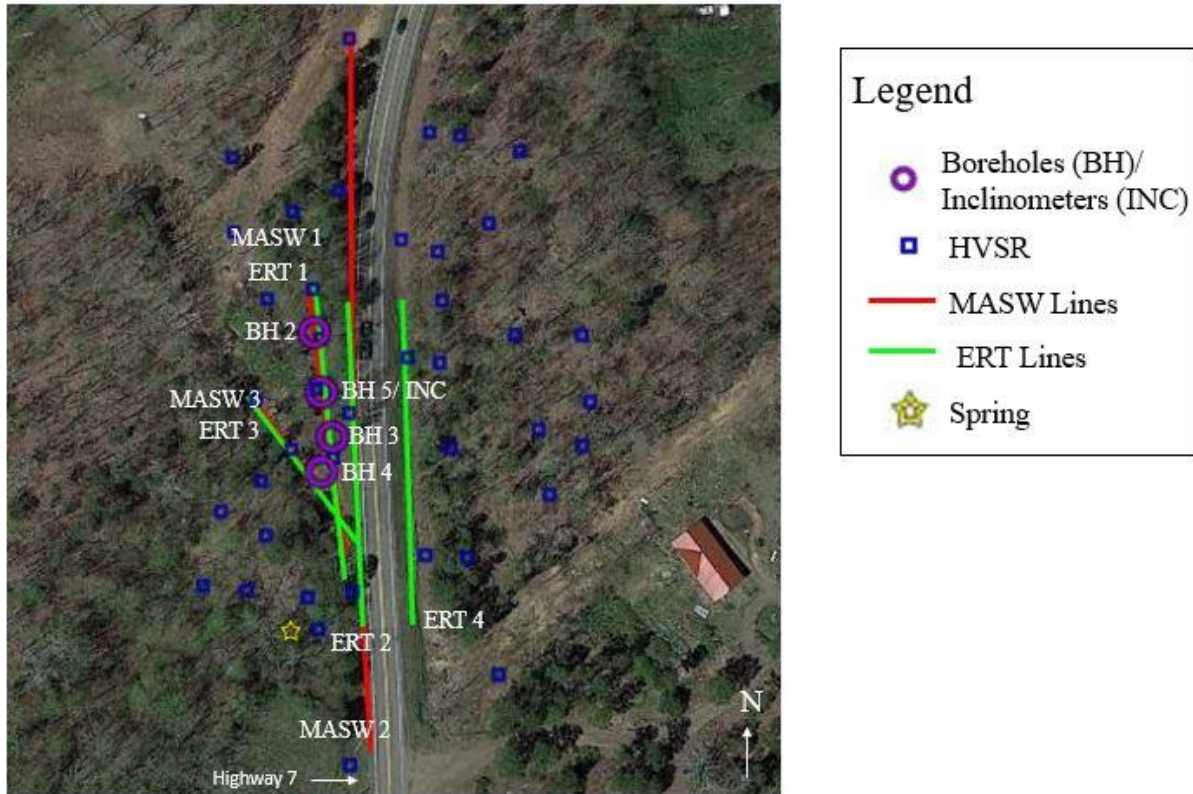 MASW 1
ERT 1
BH 2
BH 5/ INC
MASW 3
ERT 3
BH 3
BH 4
ERT 2
ERT 4
MASW 2
Highway 7
N
Legend
Boreholes (BH)/
Inclinometers (INC)
HVSR
MASW Lines
ERT Lines
Spring